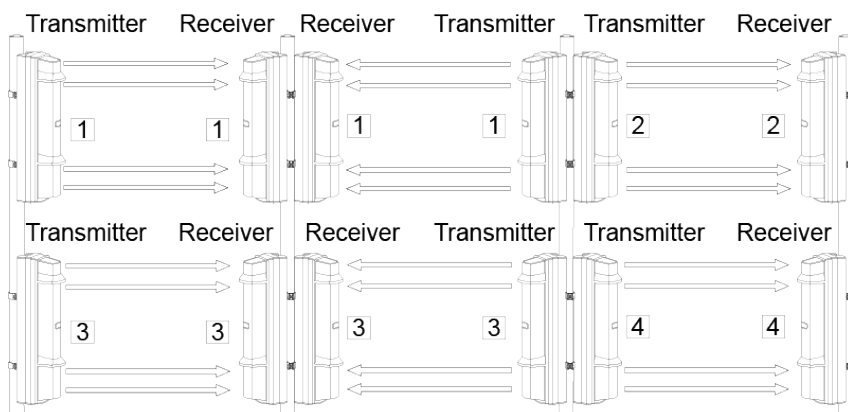 Transmitter Receiver Receiver Transmitter Transmitter Receiver
1 1 1 1 2 2
Transmitter Receiver Receiver Transmitter Transmitter Receiver
3 3 3 3 4 4